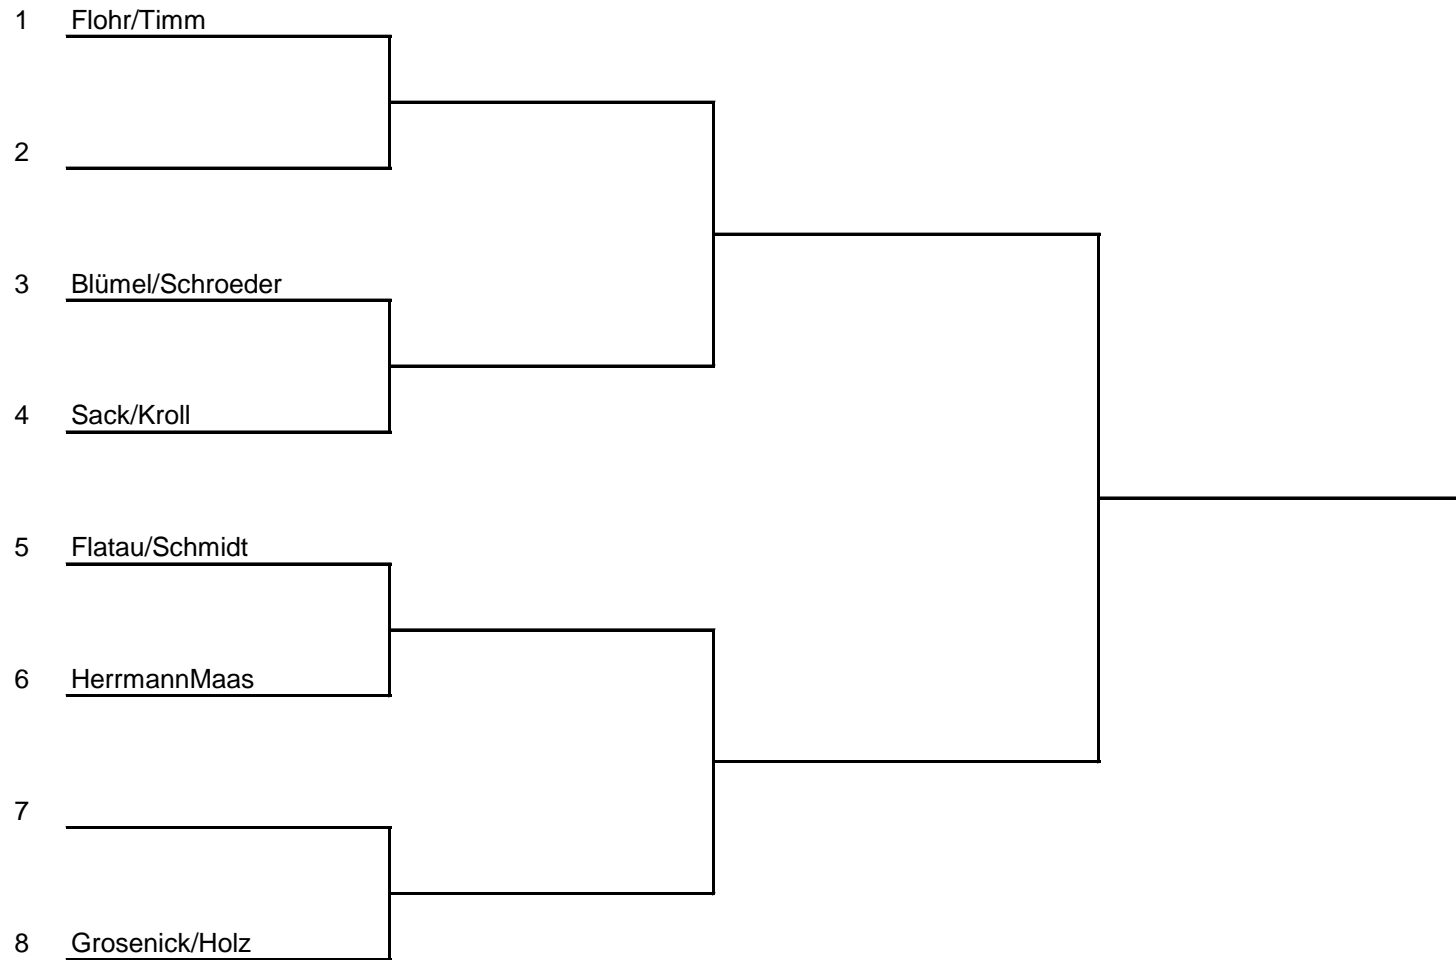 1 Flohr/Timm
2
3 Blümel/Schroeder
4 Sack/Kroll
5 Flatau/Schmidt
6 HerrmannMaas
7
8 Grosenick/Holz